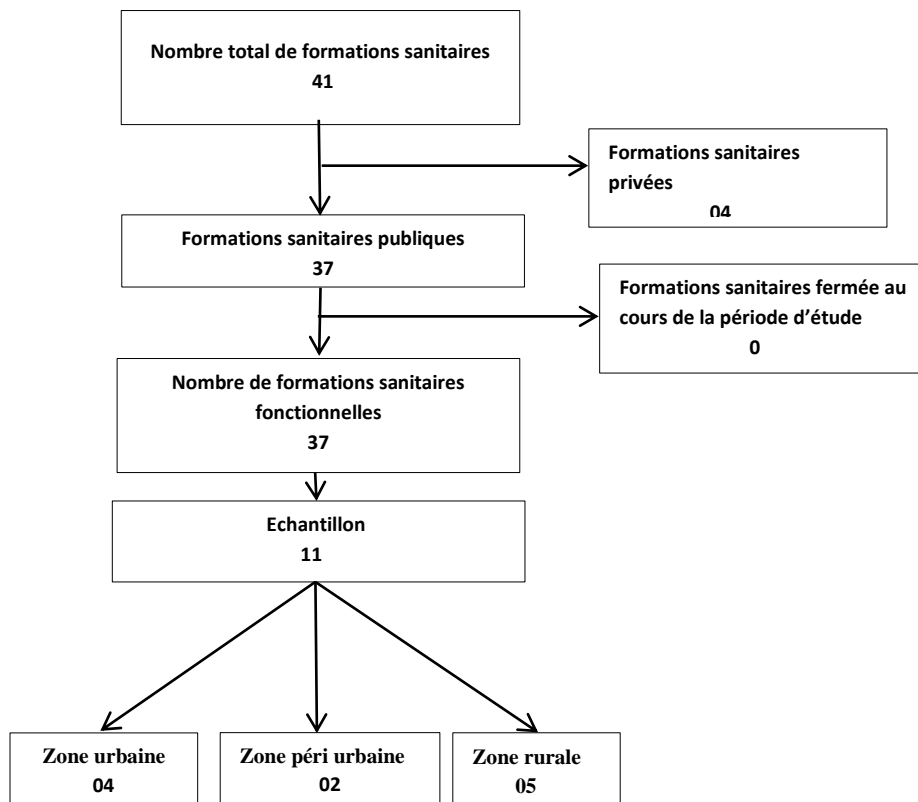 Nombre total de formations sanitaires
41
Formations sanitaires
privées
04
Formations sanitaires publiques
37
Formations sanitaires fermée au
cours de la période d’étude
0
Nombre de formations sanitaires
fonctionnelles
37
Echantillon
11
Zone urbaine
04
Zone péri urbaine
02
Zone rurale
05